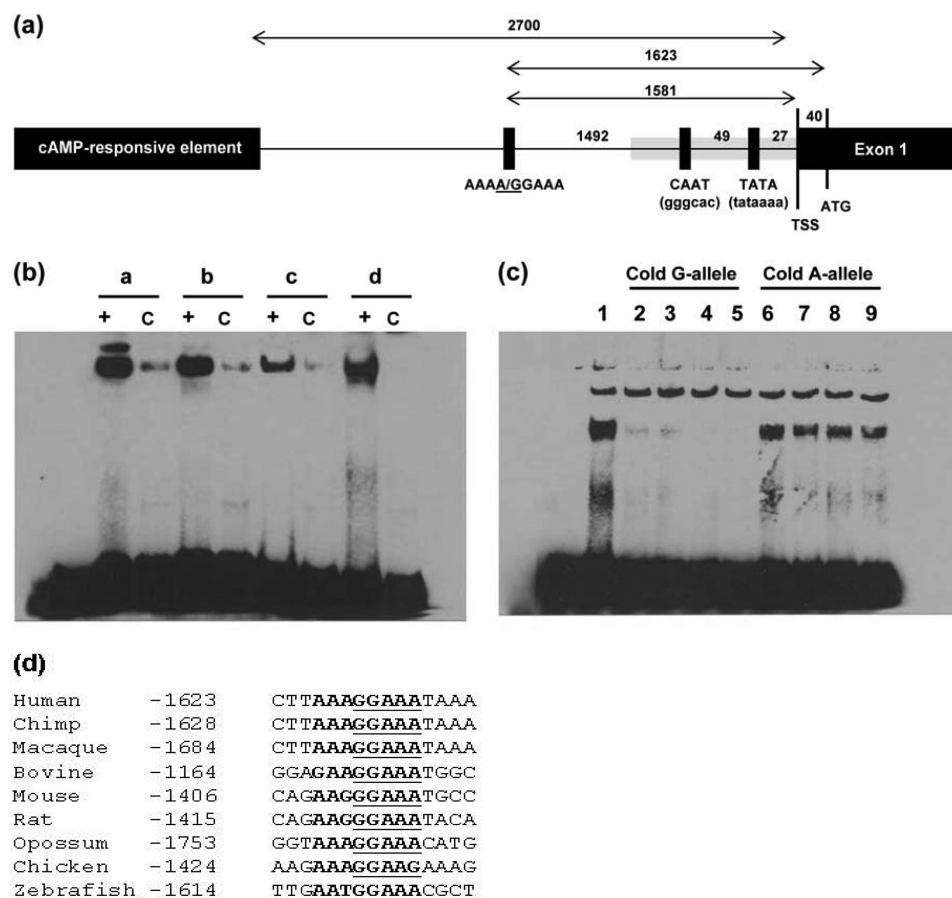 (a)
2700
1623
1581
40
cAMP-responsive element
1492
49
27
Exon 1
AAAA/GGAAA
CAAT
(gggcac)
TATA
(tataaaa)
TSS
ATG
(b)
a b c d
+ C + C + C + C
(c)
Cold G-allele Cold A-allele
1 2 3 4 5 6 7 8 9
(d)
Human -1623 CTTAAAGGAAATAAA
Chimp -1628 CTTAAAGGAAATAAA
Macaque -1684 CTTAAAGGAAATAAA
Bovine -1164 GGAGAAGGAAATGGC
Mouse -1406 CAGAAGGGAAATGCC
Rat -1415 CAGAAGGGAAATACA
Opossum -1753 GGTAAAGGAAACATG
Chicken -1424 AAGAAAGGAAGAAAG
Zebrafish -1614 TTGAATGGAAACGCT